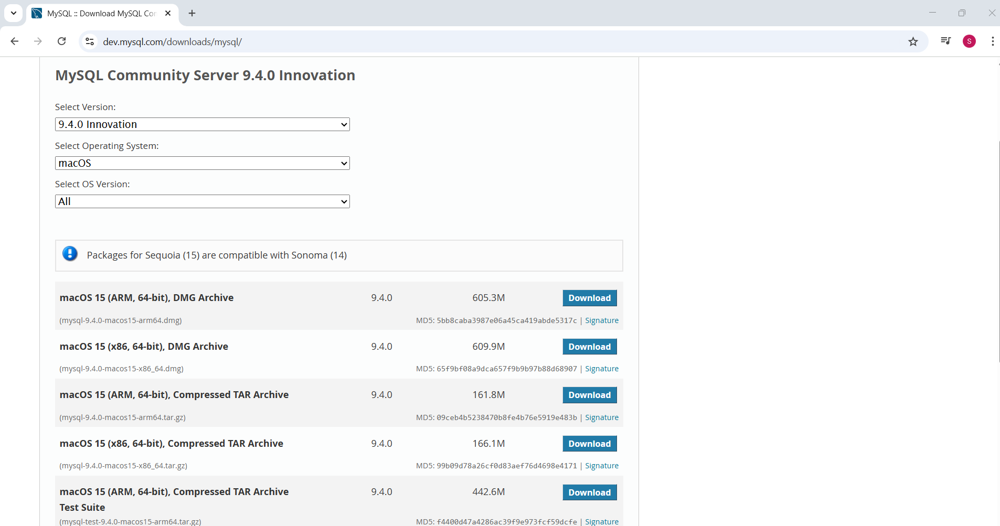 MySQL :: Download MySQL Cor
dev.mysql.com/downloads/mysql/
S
MySQL Community Server 9.4.0 Innovation
Select Version:
9.4.0 Innovation
Select Operating System:
macOS
Select OS Version:
All
Packages for Sequoia (15) are compatible with Sonoma (14)
macOS 15 (ARM, 64-bit), DMG Archive 9.4.0 605.3M Download
(mysql-9.4.0-macos15-arm64.dmg) MD5: 5bb8caba3987e06a45ca419abde5317c | Signature
macOS 15 (x86, 64-bit), DMG Archive 9.4.0 609.9M Download
(mysql-9.4.0-macos15-x86_64.dmg) MD5: 65f9bf08a9dca657f9b9b97b88d68907 | Signature
macOS 15 (ARM, 64-bit), Compressed TAR Archive 9.4.0 161.8M Download
(mysql-9.4.0-macos15-arm64.tar.gz) MD5: 09ceb4b5238470b8fe4b76e5919e483b | Signature
macOS 15 (x86, 64-bit), Compressed TAR Archive 9.4.0 166.1M Download
(mysql-9.4.0-macos15-x86_64.tar.gz) MD5: 99b09d78a26cf0d83aef76d4698e4171 | Signature
macOS 15 (ARM, 64-bit), Compressed TAR Archive 9.4.0 442.6M Download
Test Suite
(mysql-test-9.4.0-macos15-arm64.tar.gz) MD5: f4400d47a4286ac39f9e973fcf59dcfe | Signature